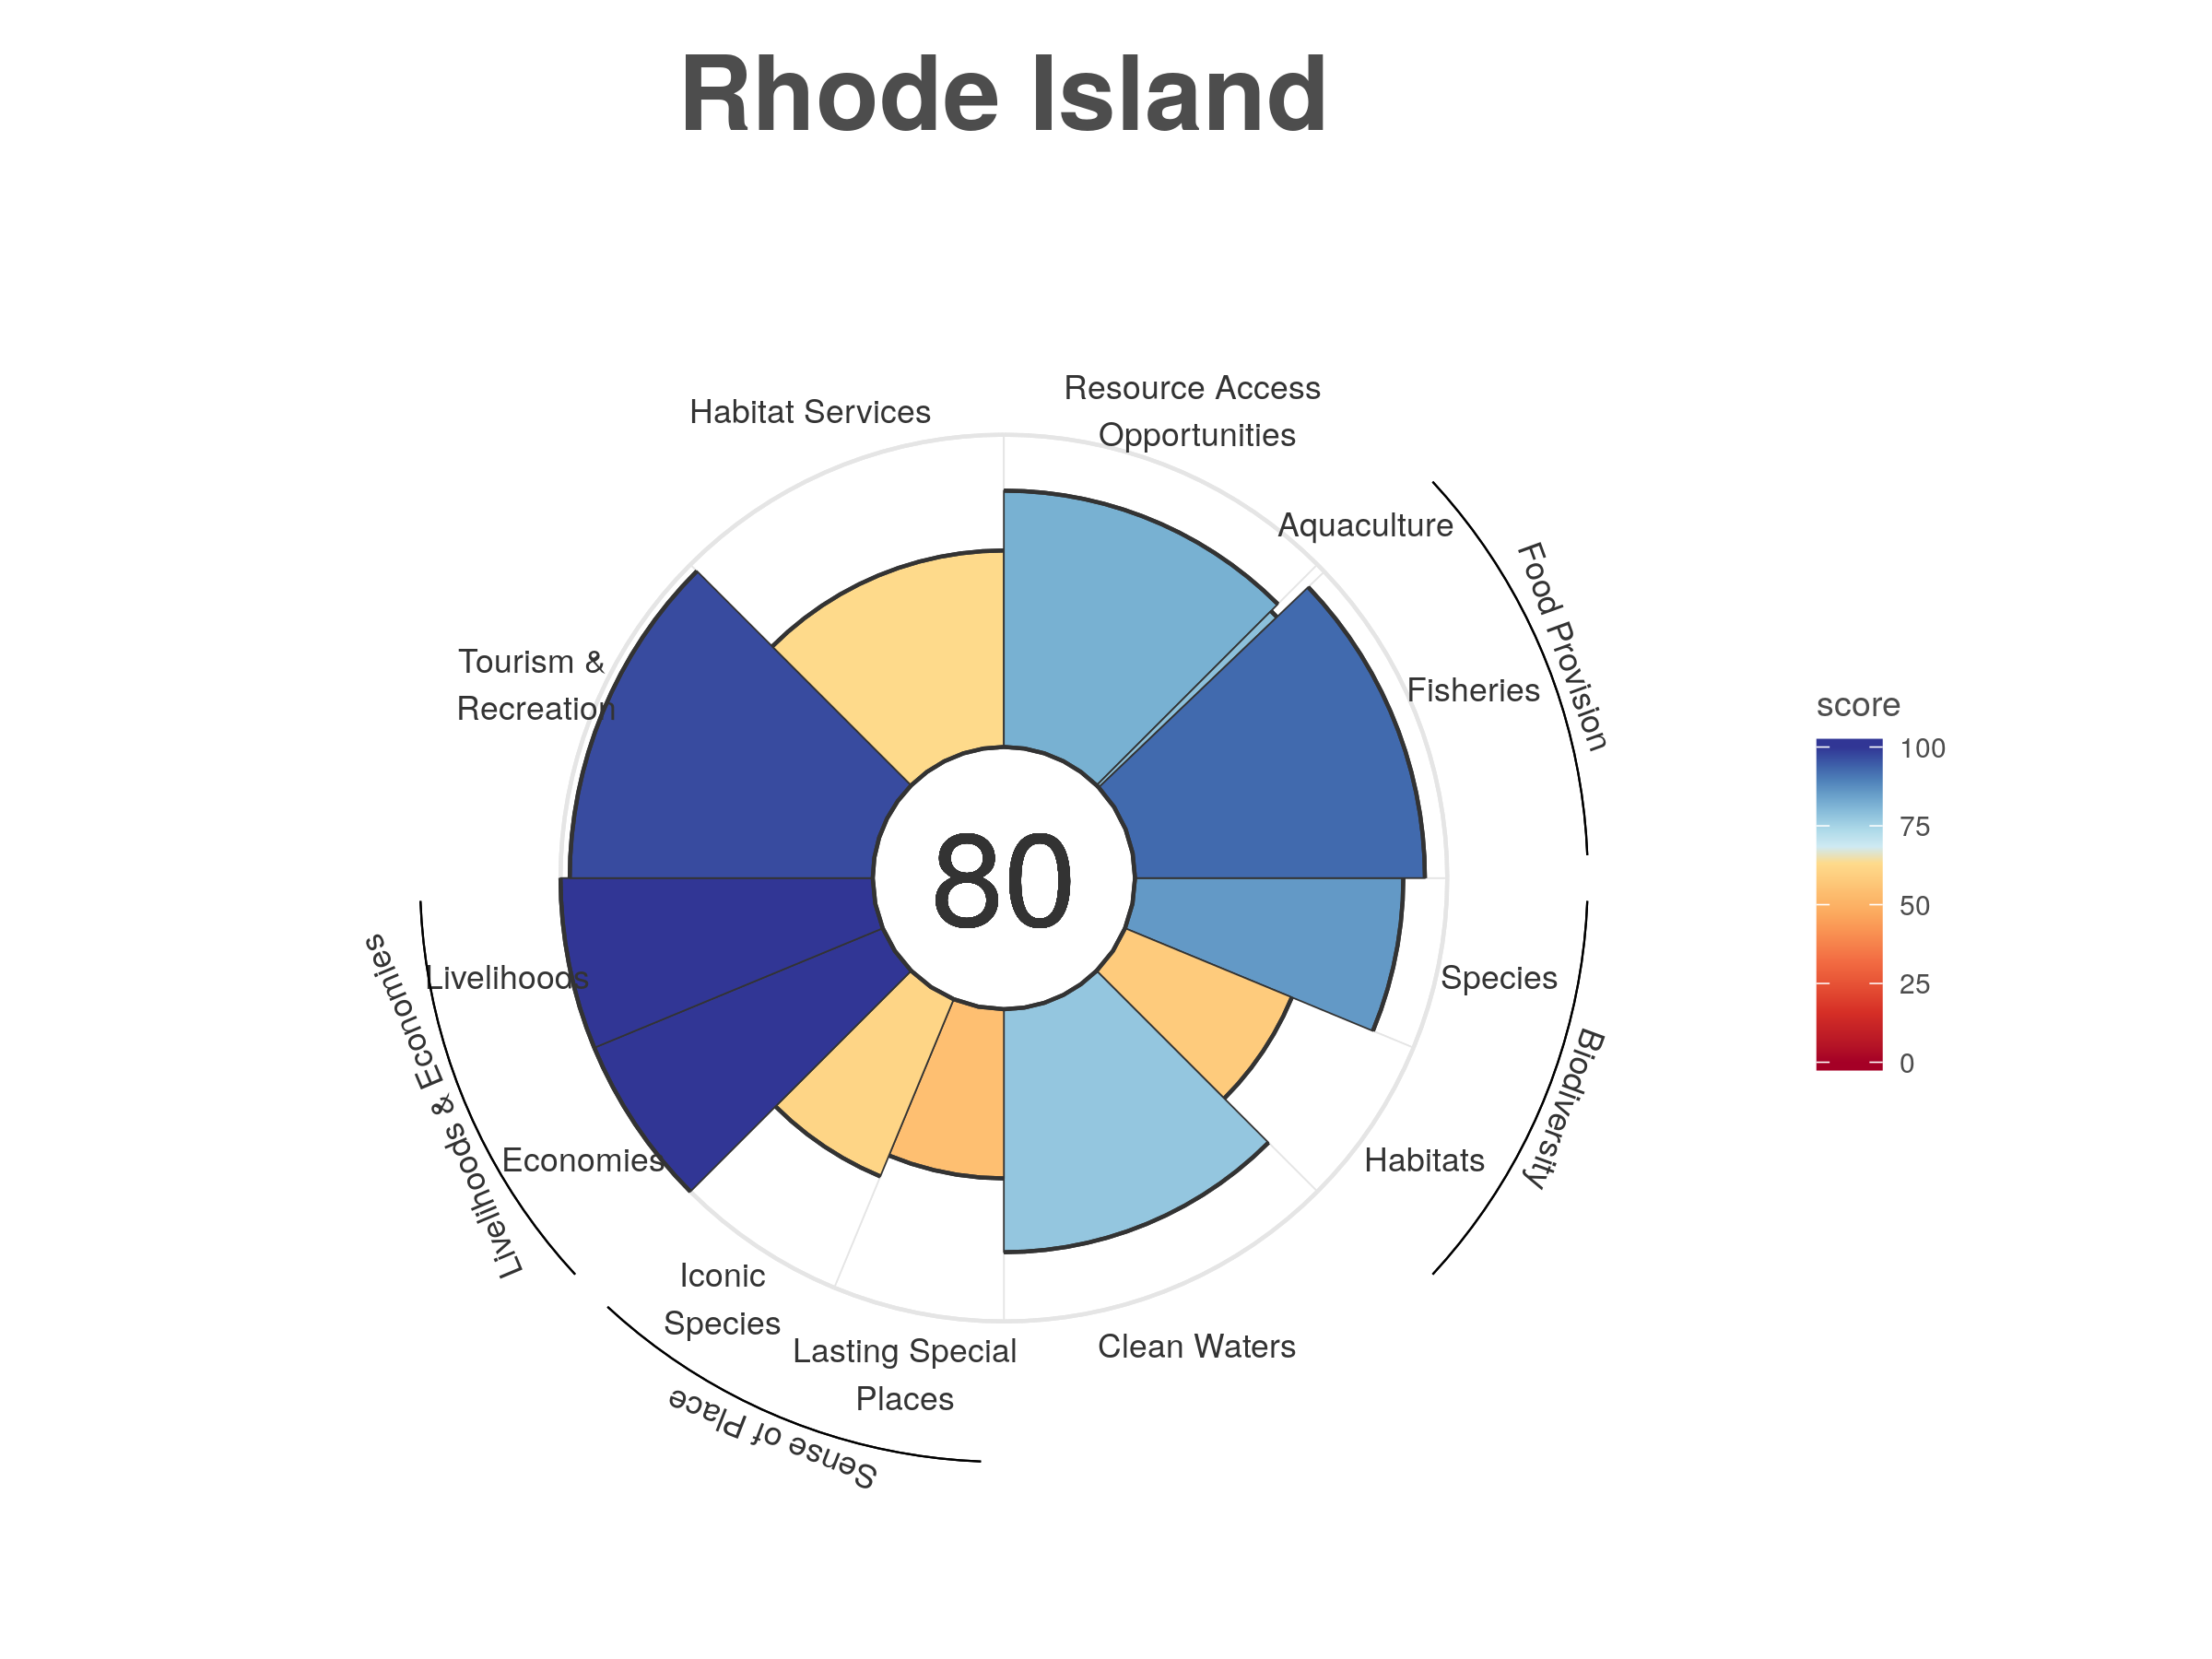 Rhode Island
Habitat Services
Resource Access
Opportunities
Aquaculture
Food Provision
Fisheries
Tourism &
Recreation
80
Species
Livelihoods
Biodiversity
Habitats
Economies
Livelihoods & Economies
Iconic
Species
Lasting Special
Places
Clean Waters
Sense of Place
score
100
75
50
25
0